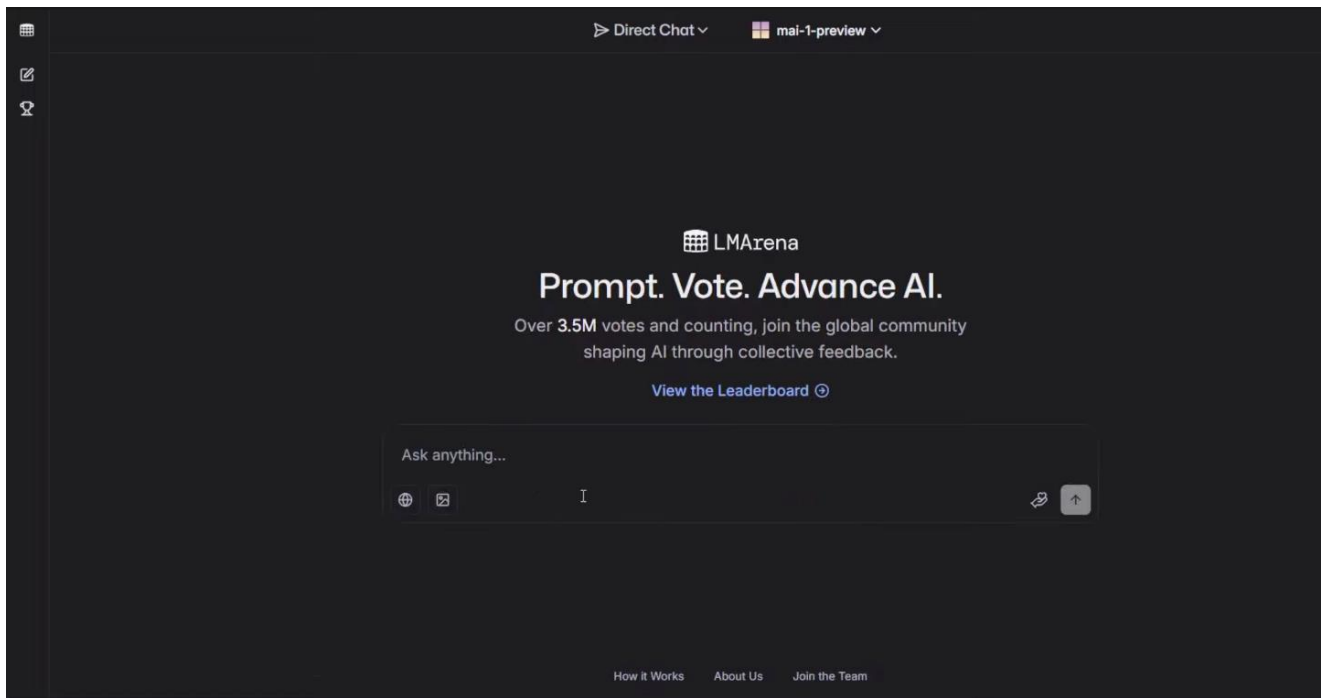 Direct Chat
mai-1-preview
LMArena
Prompt. Vote. Advance AI.
Over 3.5M votes and counting, join the global community
shaping AI through collective feedback.
View the Leaderboard
Ask anything...
How it Works
About Us
Join the Team